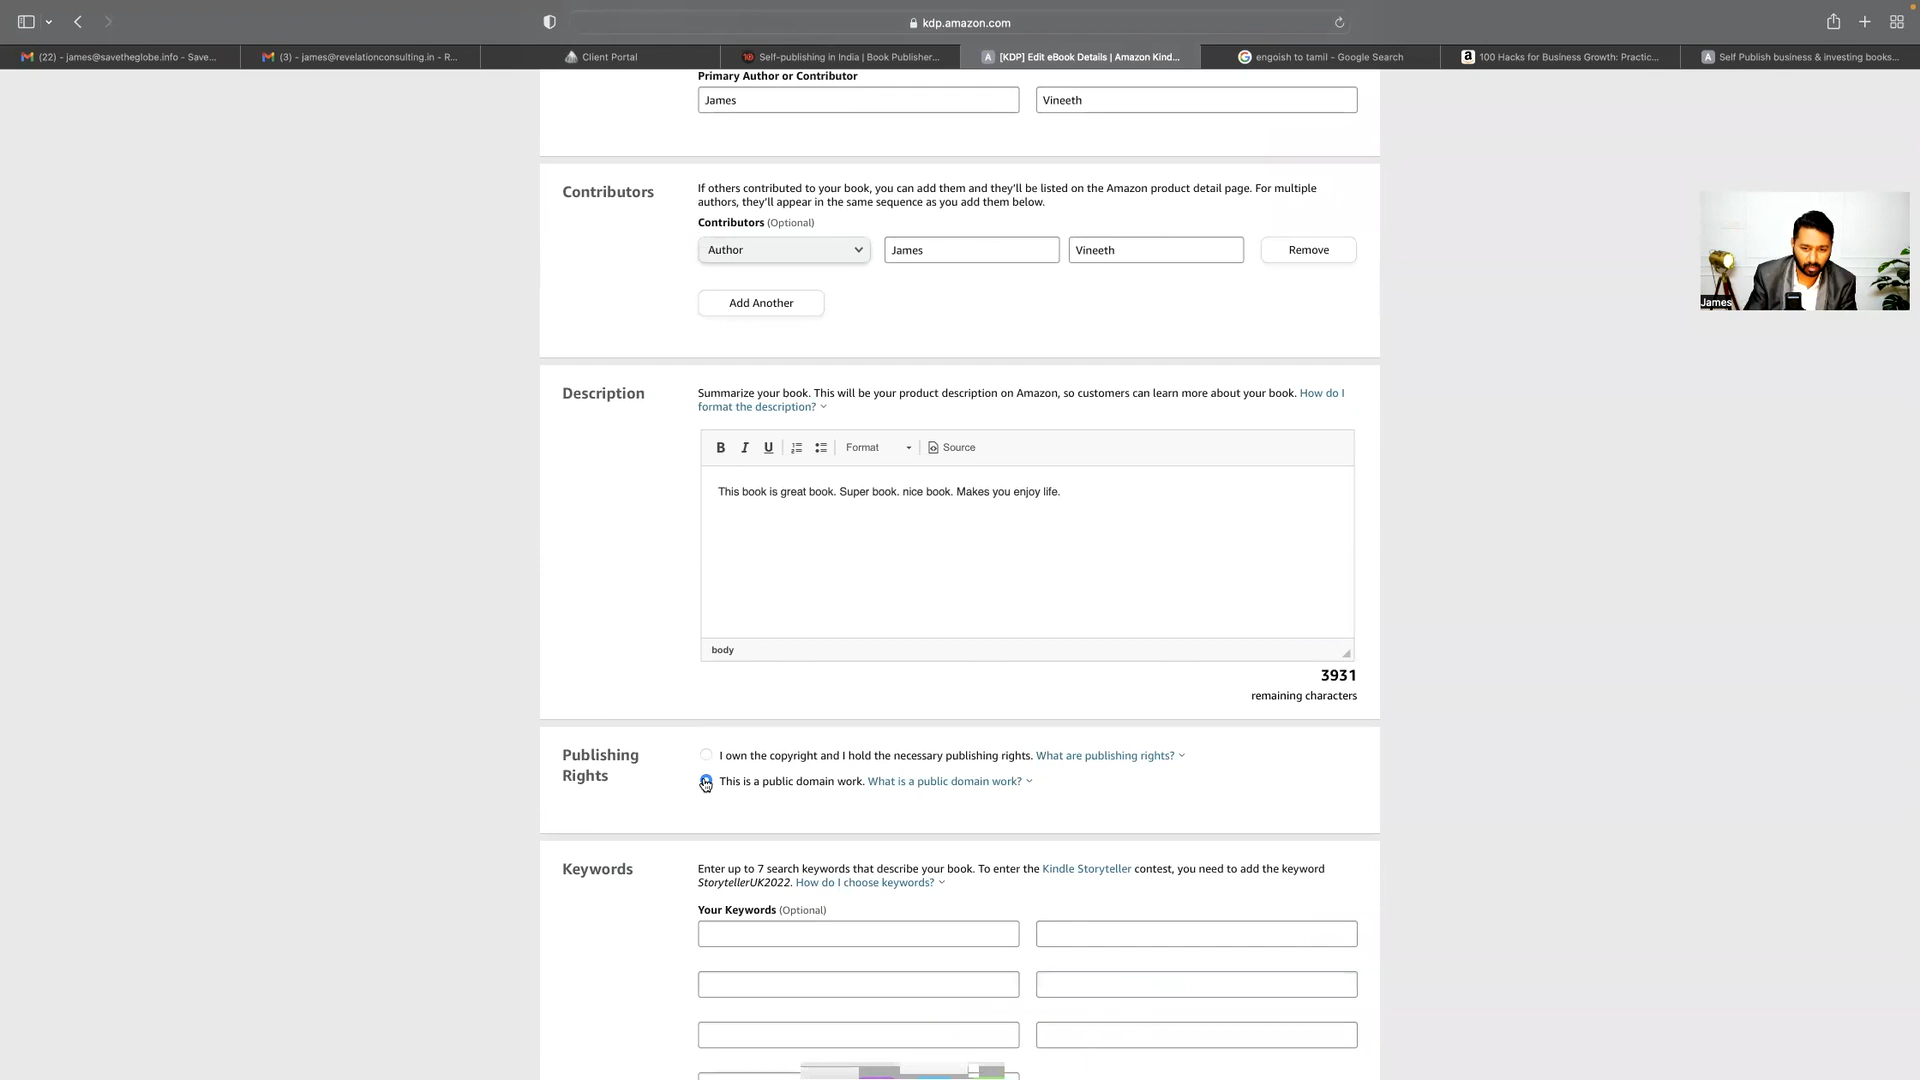 kdp.amazon.com
(22) - james@savetheglobe.info - Save...
(3) - james@revelationconsulting.in - R...
Client Portal
Self-publishing in India | Book Publisher...
[KDP] Edit eBook Details | Amazon Kind...
engoish to tamil - Google Search
100 Hacks for Business Growth: Practic...
Self Publish business & investing books...
Primary Author or Contributor
James
Vineeth
Contributors
If others contributed to your book, you can add them and they'll be listed on the Amazon product detail page. For multiple
authors, they'll appear in the same sequence as you add them below.
Contributors (Optional)
Author
James
Vineeth
Remove
Add Another
James
Description
Summarize your book. This will be your product description on Amazon, so customers can learn more about your book. How do I
format the description?
B I U Format Source
This book is great book. Super book. nice book. Makes you enjoy life.
body
3931
remaining characters
Publishing
Rights
I own the copyright and I hold the necessary publishing rights. What are publishing rights?
This is a public domain work. What is a public domain work?
Keywords
Enter up to 7 search keywords that describe your book. To enter the Kindle Storyteller contest, you need to add the keyword
StorytellerUK2022. How do I choose keywords?
Your Keywords (Optional)